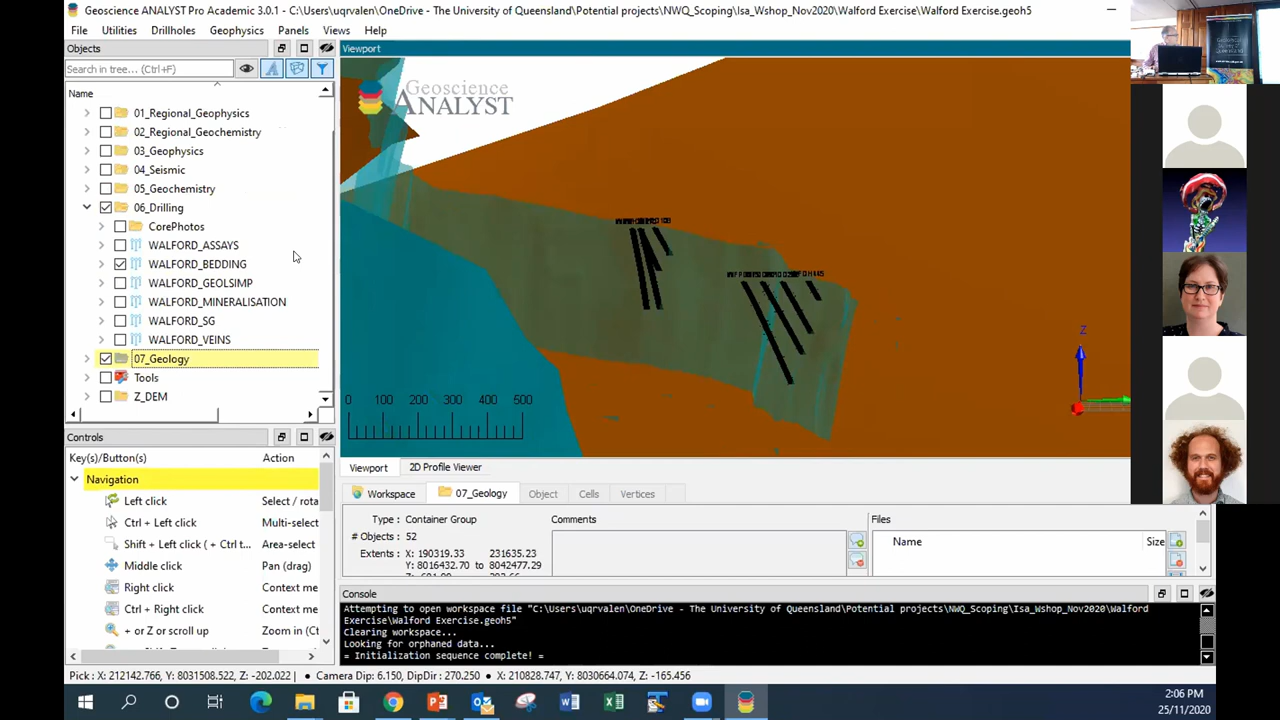 Geoscience ANALYST Pro Academic 3.0.1 - C:\Users\uqrvalen\OneDrive - The University of Queensland\Potential projects\NWQ_Scoping\Isa_Wshop_Nov2020\Walford Exercise\Walford Exercise.geoh5*
File Utilities Drillholes Geophysics Panels Views Help
Objects
Search in tree... (Ctrl+F)
Name
01_Regional_Geophysics
02_Regional_Geochemistry
03_Geophysics
04_Seismic
05_Geochemistry
06_Drilling
CorePhotos
WALFORD_ASSAYS
WALFORD_BEDDING
WALFORD_GEOLSIMP
WALFORD_MINERALISATION
WALFORD_SG
WALFORD_VEINS
07_Geology
Tools
Z_DEM
Controls
Key(s)/Button(s) Action
Navigation
Left click Select / rota
Ctrl + Left click Multi-select
Shift + Left click ( + Ctrl t... Area-select
Middle click Pan (drag)
Right click Context me
Ctrl + Right click Context me
+ or Z or scroll up Zoom in (Ct
Viewport
Geoscience
ANALYST
0 100 200 300 400 500
Z
Viewport 2D Profile Viewer
Workspace 07_Geology Object Cells Vertices
Type : Container Group
# Objects : 52
Extents : X: 190319.33 231635.23
Y: 8016432.70 to 8042477.29
Comments
Files
Name Size
Console
Attempting to open workspace file "C:\Users\uqrvalen\OneDrive - The University of Queensland\Potential projects\NWQ_Scoping\Isa_Wshop_Nov2020\Walford
Exercise\Walford Exercise.geoh5"
Clearing workspace...
Looking for orphaned data...
= Initialization sequence complete! =
Pick : X: 212142.766, Y: 8031508.522, Z: -202.022 | • Camera Dip: 6.150, DipDir: 270.250 • X: 210828.747, Y: 8030664.074, Z: -165.456
2:06 PM
25/11/2020